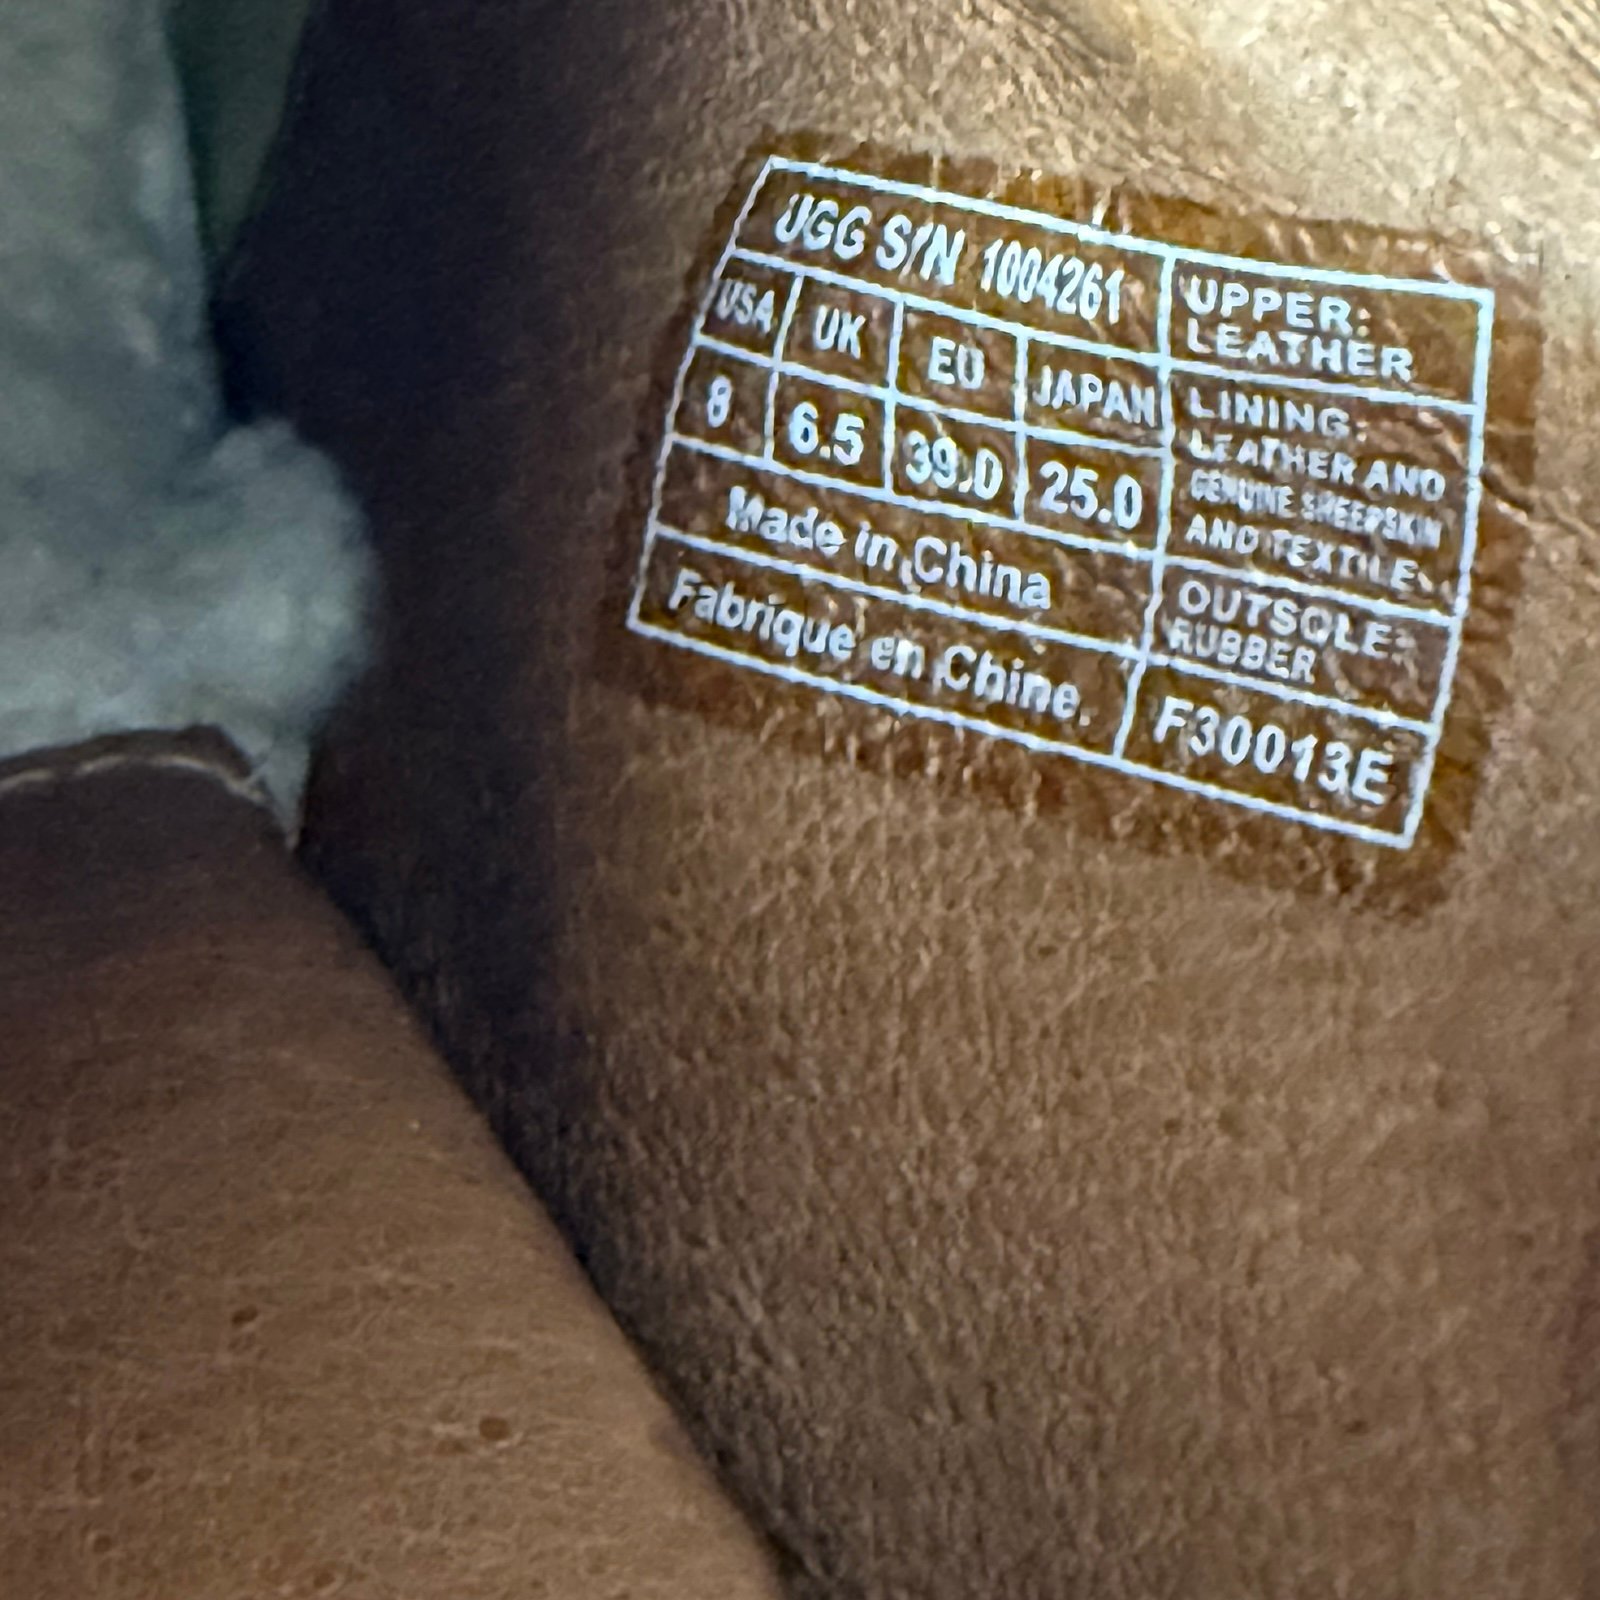 UGG S/N 1004261
USA UK EU JAPAN
8 6.5 39.0 25.0
Made in China
Fabrique en Chine.
UPPER:
LEATHER
LINING:
LEATHER AND
GENUINE SHEEPSKIN
AND TEXTILE
OUTSOLE:
RUBBER
F30013E